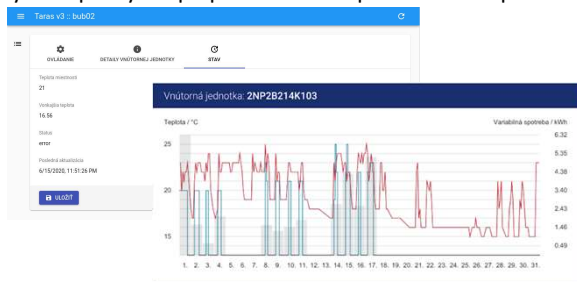 Taras v3 :: bub02
OVLÁDANIE
DETAILY VNÚTORNEJ JEDNOTKY
STAV
Teplota miestnosti
21
Vonkajšia teplota
16.56
Status
error
Posledná aktualizácia
6/15/2020, 11:51:26 PM
ULOŽIŤ
Vnútorná jednotka: 2NP2B214K103
Teplota / °C
Variabilná spotreba / kWh
25
20
15
6.32
5.35
4.38
3.40
2.43
1.46
0.49
1. 2. 3. 4. 5. 6. 7. 8. 9. 10. 11. 12. 13. 14. 15. 16. 17. 18. 19. 20. 21. 22. 23. 24. 25. 26. 27. 28. 29. 30. 31.